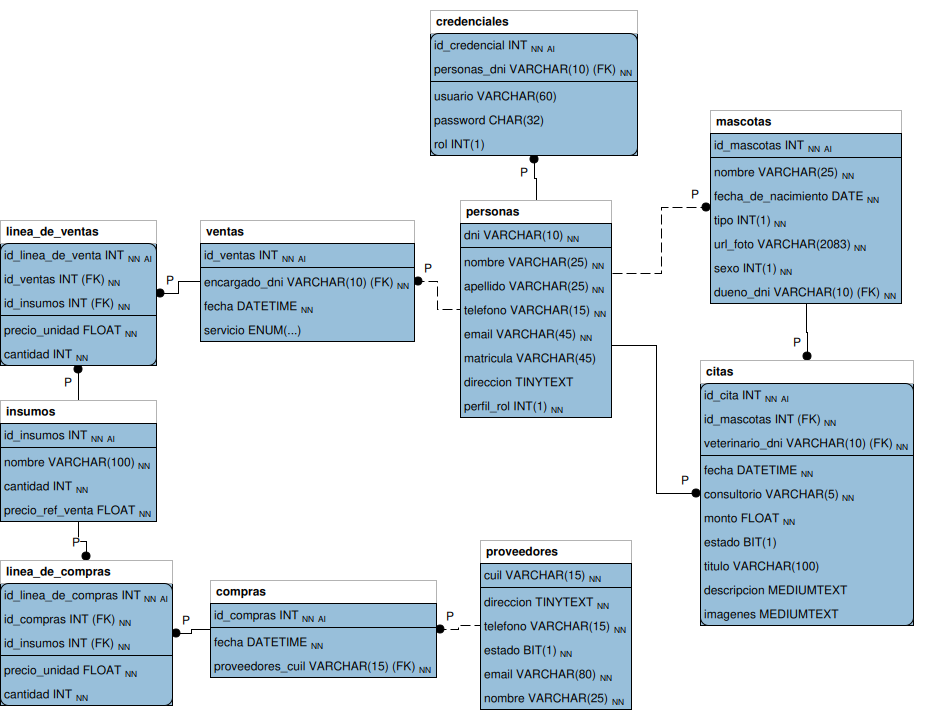 credenciales
id_credencial INT NN AI
personas_dni VARCHAR(10) (FK) NN
usuario VARCHAR(60)
password CHAR(32)
rol INT(1)
P
mascotas
id_mascotas INT NN AI
nombre VARCHAR(25) NN
fecha_de_nacimiento DATE NN
tipo INT(1) NN
url_foto VARCHAR(2083) NN
sexo INT(1) NN
dueno_dni VARCHAR(10) (FK) NN
P
P
personas
dni VARCHAR(10) NN
nombre VARCHAR(25) NN
apellido VARCHAR(25) NN
telefono VARCHAR(15) NN
email VARCHAR(45) NN
matricula VARCHAR(45)
direccion TINYTEXT
perfil_rol INT(1) NN
linea_de_ventas
id_linea_de_venta INT NN AI
id_ventas INT (FK) NN
id_insumos INT (FK) NN
precio_unidad FLOAT NN
cantidad INT NN
P
P
ventas
id_ventas INT NN AI
encargado_dni VARCHAR(10) (FK) NN
fecha DATETIME NN
servicio ENUM(...)
P
citas
id_cita INT NN AI
id_mascotas INT (FK) NN
veterinario_dni VARCHAR(10) (FK) NN
fecha DATETIME NN
consultorio VARCHAR(5) NN
monto FLOAT NN
estado BIT(1)
titulo VARCHAR(100)
descripcion MEDIUMTEXT
imagenes MEDIUMTEXT
P
insumos
id_insumos INT NN AI
nombre VARCHAR(100) NN
cantidad INT NN
precio_ref_venta FLOAT NN
P
linea_de_compras
id_linea_de_compras INT NN AI
id_compras INT (FK) NN
id_insumos INT (FK) NN
precio_unidad FLOAT NN
cantidad INT NN
P
compras
id_compras INT NN AI
fecha DATETIME NN
proveedores_cuil VARCHAR(15) (FK) NN
P
proveedores
cuil VARCHAR(15) NN
direccion TINYTEXT NN
telefono VARCHAR(15) NN
estado BIT(1) NN
email VARCHAR(80) NN
nombre VARCHAR(25) NN